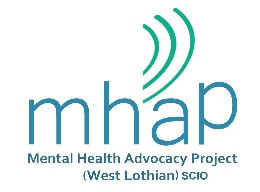 mhap
Mental Health Advocacy Project
(West Lothian) SCIO